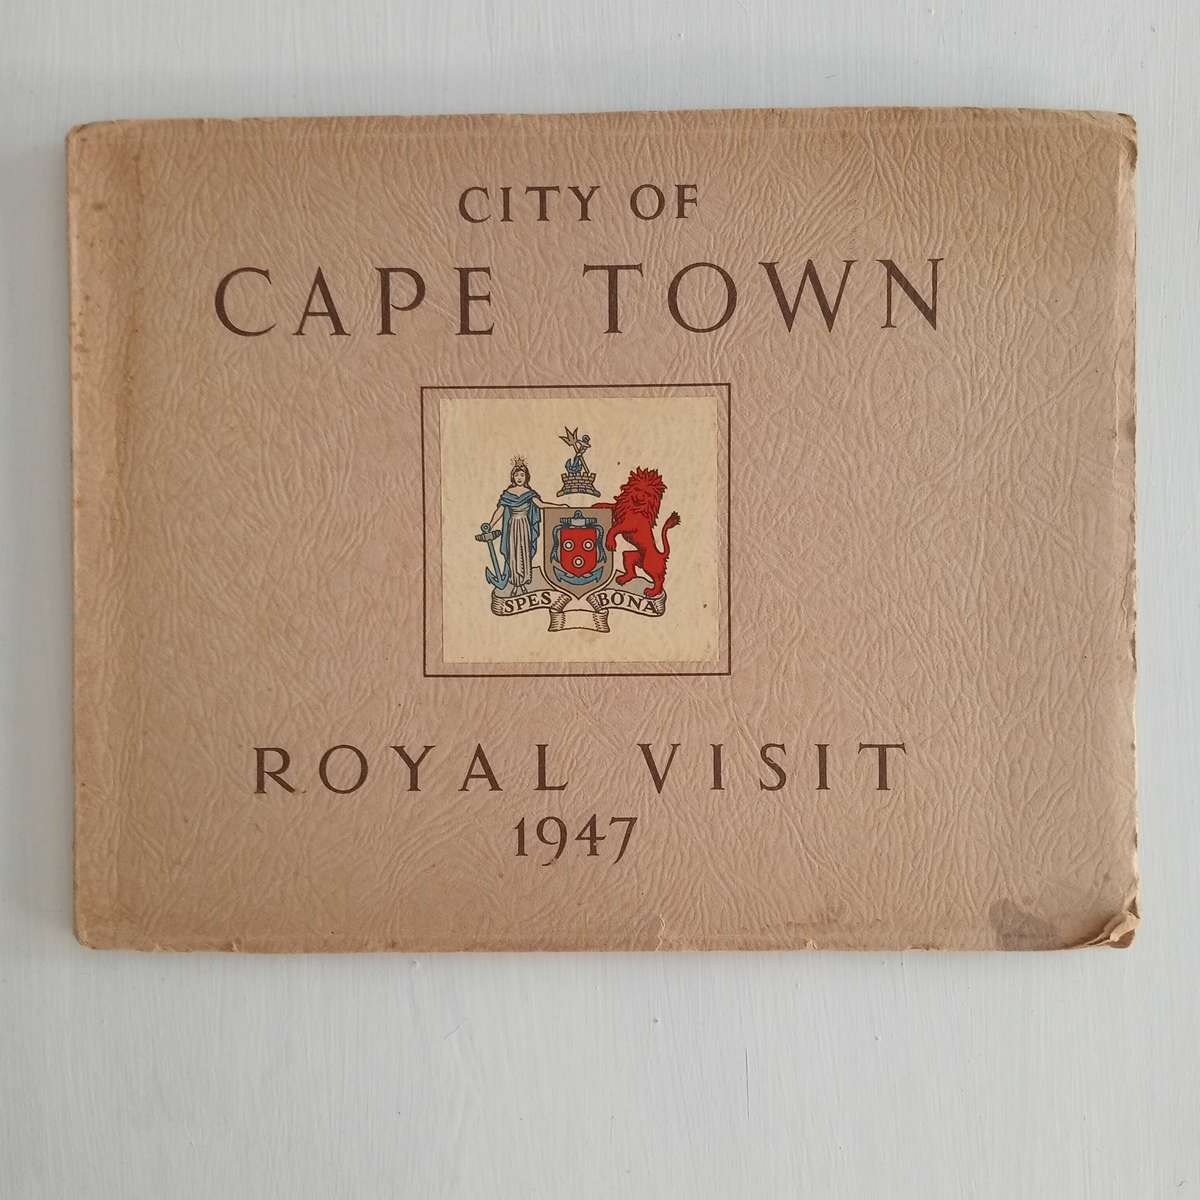 CITY OF
CAPE TOWN
SPES BONA
ROYAL VISIT
1947